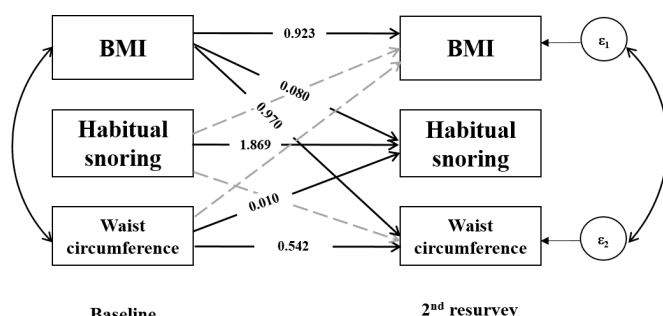 BMI
0.923
BMI
ε1
0.080
0.970
Habitual
snoring
1.869
Habitual
snoring
0.010
Waist
circumference
0.542
Waist
circumference
ε2
Baseline
2nd resurvey